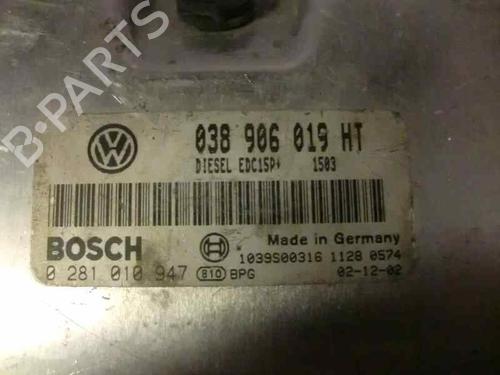 B-PARTS
038 906 019 HT
DIESEL EDC15P+ 1503
BOSCH
Made in Germany
1039S00316 1128 0574
0 281 010 947 810 BPG 02-12-02